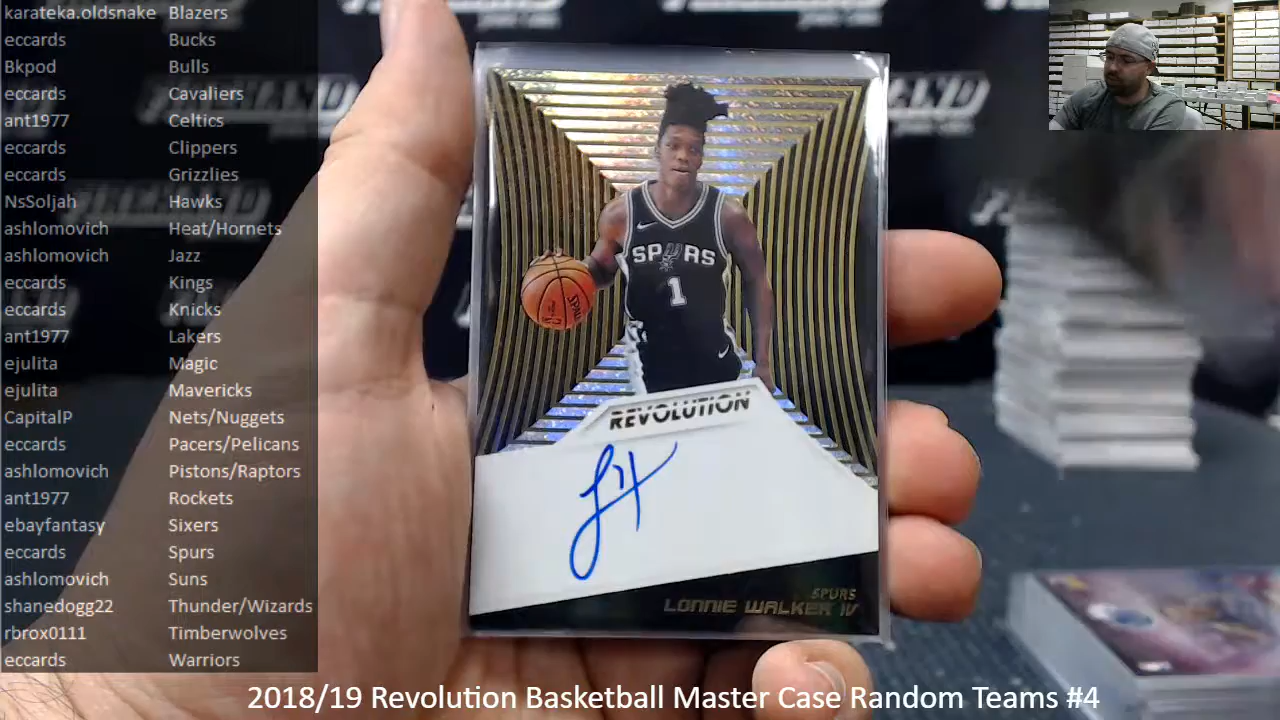 karateka.oldsnake Blazers
eccards Bucks
Bkpod Bulls
eccards Cavaliers
ant1977 Celtics
eccards Clippers
eccards Grizzlies
NsSoljah Hawks
ashlomovich Heat/Hornets
ashlomovich Jazz
eccards Kings
eccards Knicks
ant1977 Lakers
ejulita Magic
ejulita Mavericks
CapitalP Nets/Nuggets
eccards Pacers/Pelicans
ashlomovich Pistons/Raptors
ant1977 Rockets
ebayfantasy Sixers
eccards Spurs
ashlomovich Suns
shanedogg22 Thunder/Wizards
rbrox0111 Timberwolves
eccards Warriors
SPURS
1
SPALDING
REVOLUTION
SPURS
LONNIE WALKER IV
2018/19 Revolution Basketball Master Case Random Teams #4